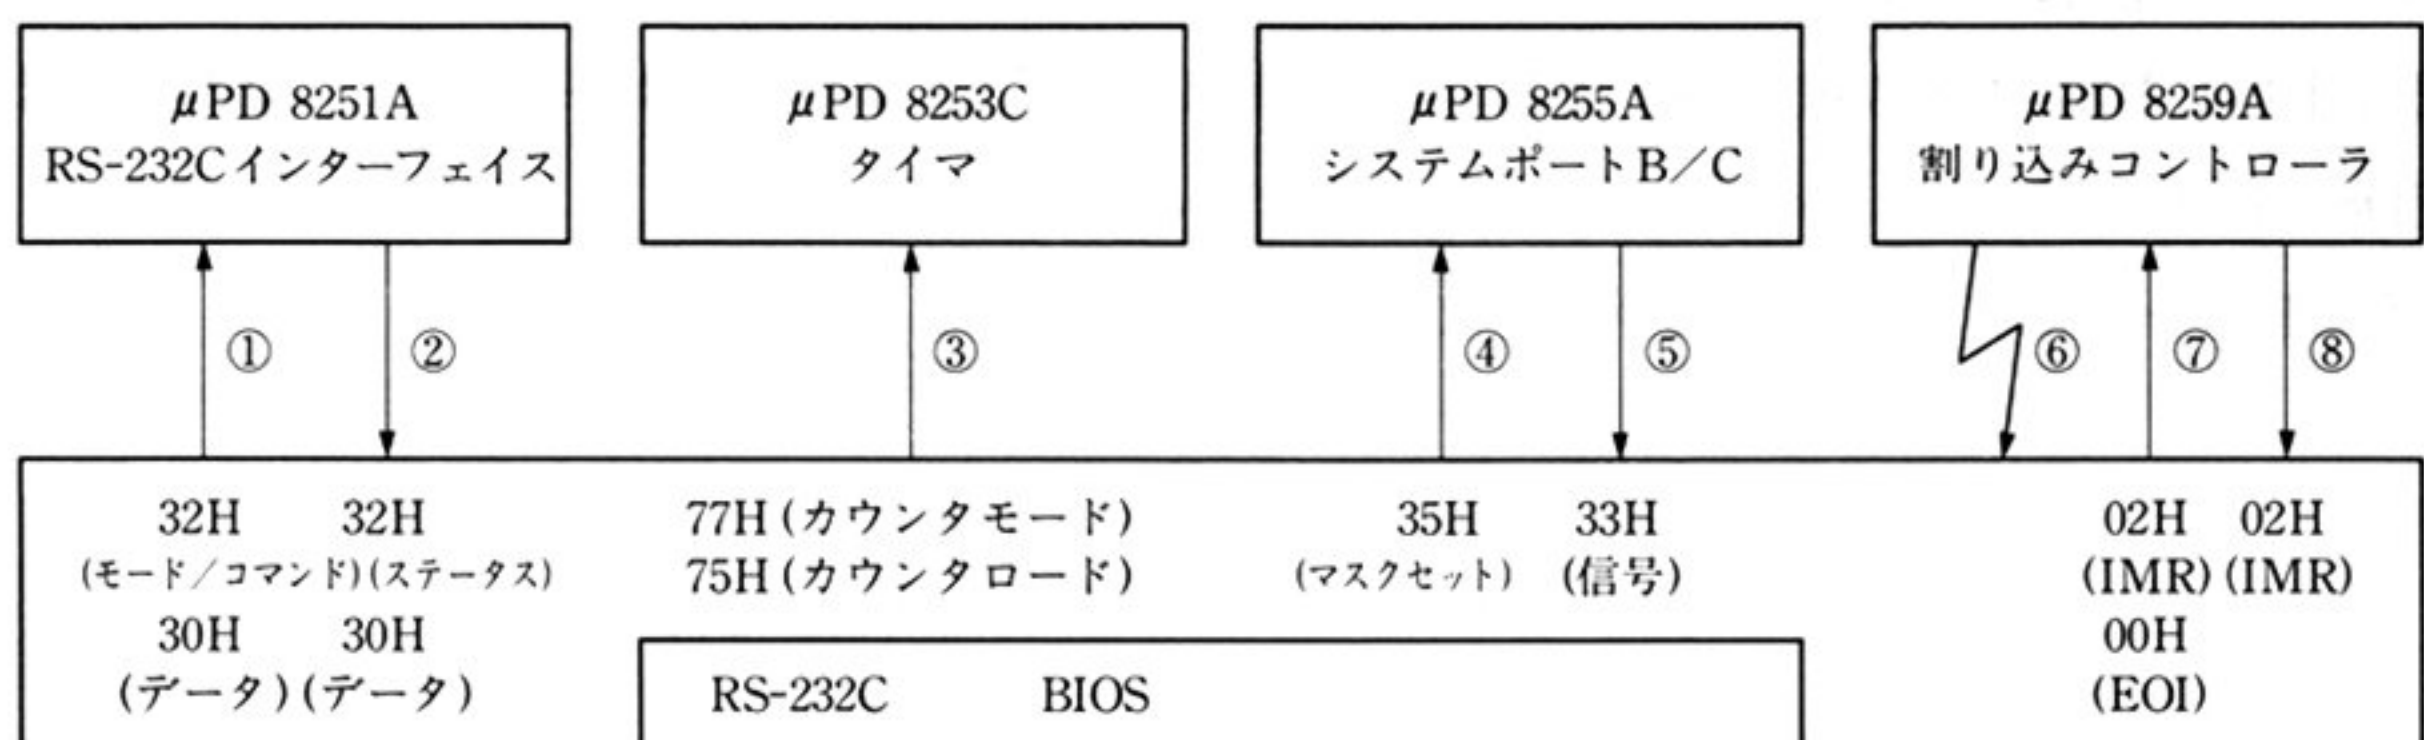 μPD 8251A
RS-232Cインターフェイス
μPD 8253C
タイマ
μPD 8255A
システムポートB/C
μPD 8259A
割り込みコントローラ
①
②
③
④
⑤
⑥
⑦
⑧
32H 32H
(モード/コマンド)(ステータス)
30H 30H
(データ)(データ)
77H(カウンタモード)
75H(カウンタロード)
35H 33H
(マスクセット) (信号)
02H 02H
(IMR)(IMR)
00H
(EOI)
RS-232C BIOS